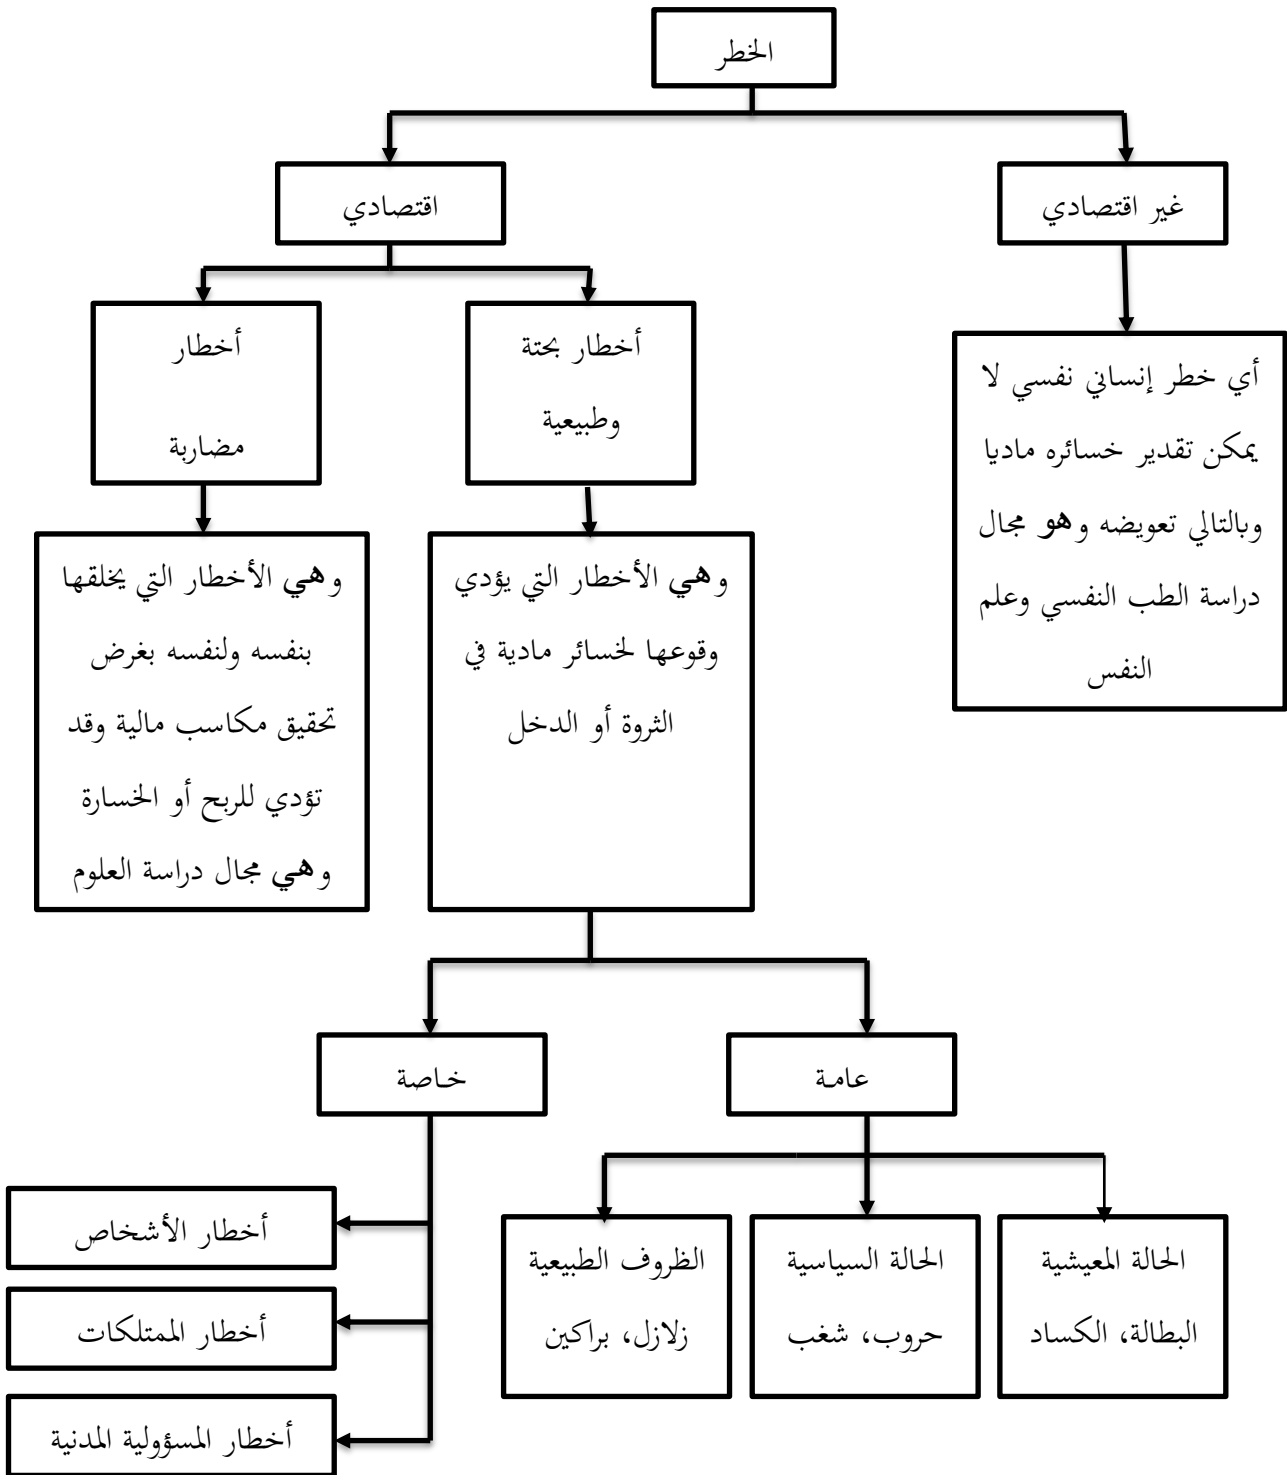 الخطر
غير اقتصادي
اقتصادي
أخطار بحتة
وطبيعية
أخطار
مضاربة
أي خطر إنساني نفسي لا
يمكن تقدير خسائره ماديا
وبالتالي تعويضه وهو مجال
دراسة الطب النفسي وعلم
النفس
وهي الأخطار التي يؤدي
وقوعها لخسائر مادية في
الثروة أو الدخل
وهي الأخطار التي يخلقها
بنفسه ولنفسه بغرض
تحقيق مكاسب مالية وقد
تؤدي للربح أو الخسارة
وهي مجال دراسة العلوم
عامة
خاصة
الحالة المعيشية
البطالة، الكساد
الحالة السياسية
حروب، شغب
الظروف الطبيعية
زلازل، براكين
أخطار الأشخاص
أخطار الممتلكات
أخطار المسؤولية المدنية